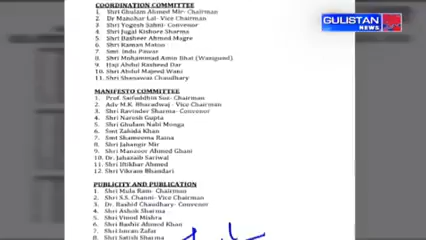 COORDINATION COMMITTEE
1. Shri Ghulam Ahmed Mir- Chairman
2. Dr Manohar Lal- Vice Chairman
3. Shri Yogesh Sahni- Convenor
4. Shri Jugal Kishore Sharma
5. Shri Basheer Ahmed Magre
6. Shri Raman Matoo
7. Smt Indu Pawar
8. Shri Muhammad Amin Bhat (Wangund)
9. Haji Abdul Rasheed Dar
10. Shri Abdul Majeed Wani
11. Shri Shanawaz Chaudhary
MANIFESTO COMMITTEE
1. Prof. Saifuddhin Soz- Chairman
2. Adv M.K. Bharadwaj- Vice Chairman
3. Shri Ravinder Sharma- Convenor
4. Shri Naresh Gupta
5. Shri Ghulam Nabi Monga
6. Smt Zahida Khan
7. Smt Shameema Raina
8. Shri Jahangir Mir
9. Shri Manzoor Ahmed Ghani
10. Dr. Jahazaib Sariwal
11. Shri Iftikhar Ahmed
12. Shri Vikram Bhandari
PUBLICITY AND PUBLICATION
1. Shri Mula Ram- Chairman
2. Shri S.S. Channi- Vice Chairman
3. Dr. Rashid Chaudhary- Convenor
4. Shri Ashok Sharma
5. Shri Vinod Mishra
6. Shri Bashir Ahmed Khan
7. Shri Imran Zafar
8. Shri Satish Sharma
GULISTAN
NEWS